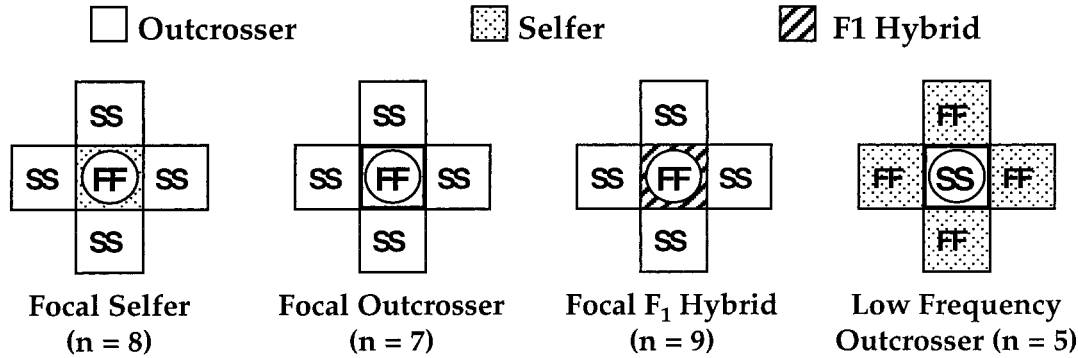 Outcrosser Selfer F1 Hybrid
SS SS SS FF
SS FF SS SS FF SS SS FF SS FF SS FF
SS SS SS FF
Focal Selfer Focal Outcrosser Focal F₁ Hybrid Low Frequency
(n = 8) (n = 7) (n = 9) Outcrosser (n = 5)